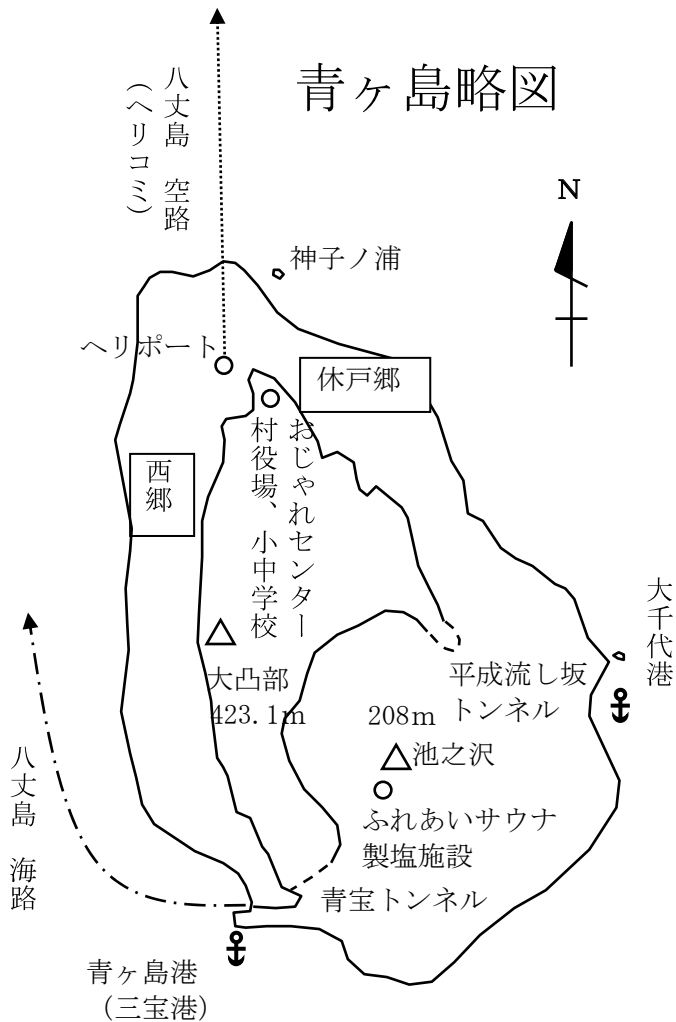 青ヶ島略図
八丈島　空路
(ヘリコミ)
N
神子ノ浦
ヘリポート
休戸郷
西郷
おじゃれセンター
村役場、小中学校
大千代港
大凸部
423.1m
平成流し坂
トンネル
208m
池之沢
ふれあいサウナ
製塩施設
八丈島　海路
青宝トンネル
青ヶ島港
(三宝港)